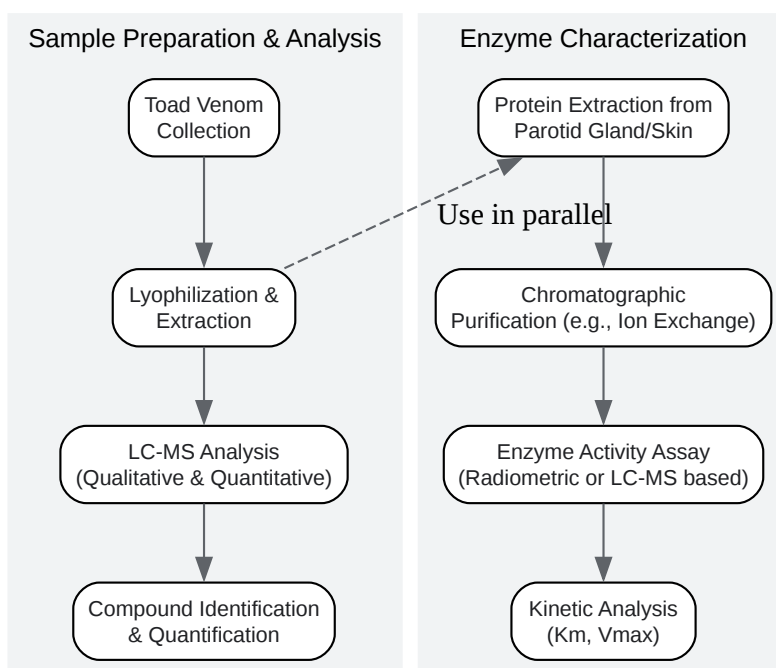 Sample Preparation & Analysis
Toad Venom
Collection
Lyophilization &
Extraction
LC-MS Analysis
(Qualitative & Quantitative)
Compound Identification
& Quantification
Enzyme Characterization
Protein Extraction from
Parotid Gland/Skin
Use in parallel
Chromatographic
Purification (e.g., Ion Exchange)
Enzyme Activity Assay
(Radiometric or LC-MS based)
Kinetic Analysis
(Km, Vmax)